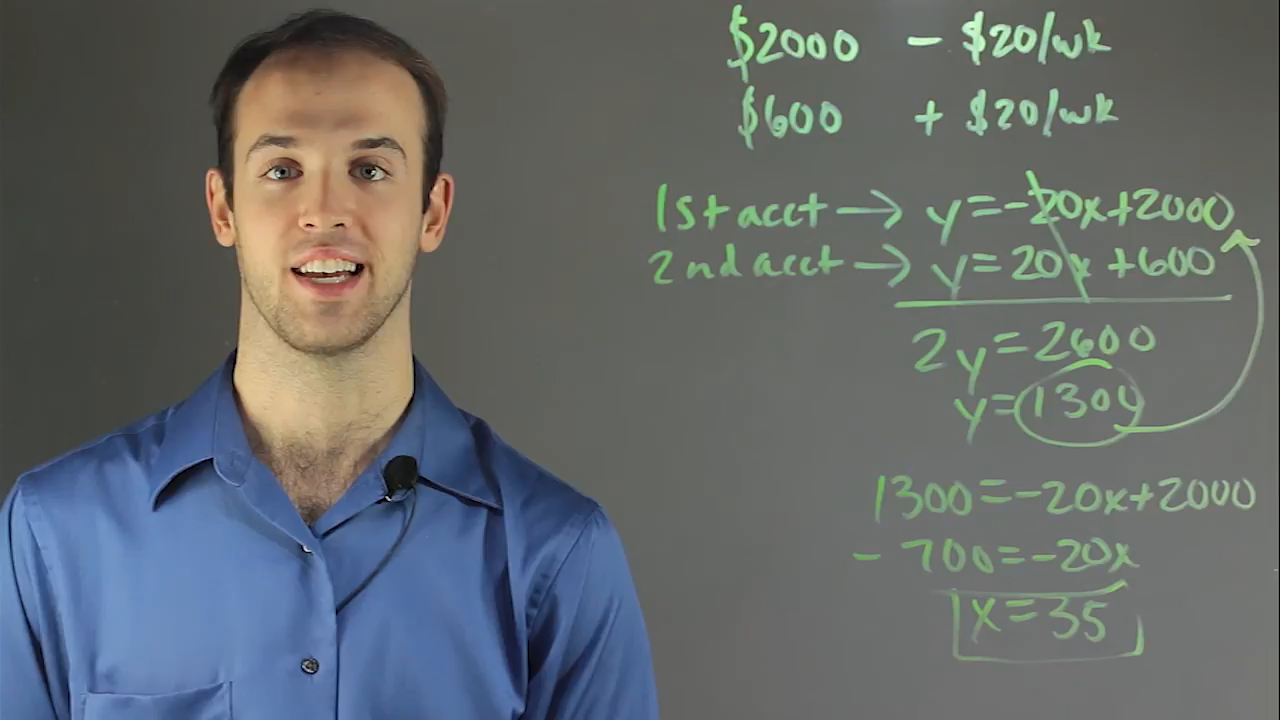 $2000 - $20/wk
$600 + $20/wk
1st acct → y=-20x+2000
2nd acct → y=20x+600
2y=2600
y=1300
1300=-20x+2000
-700=-20x
x=35